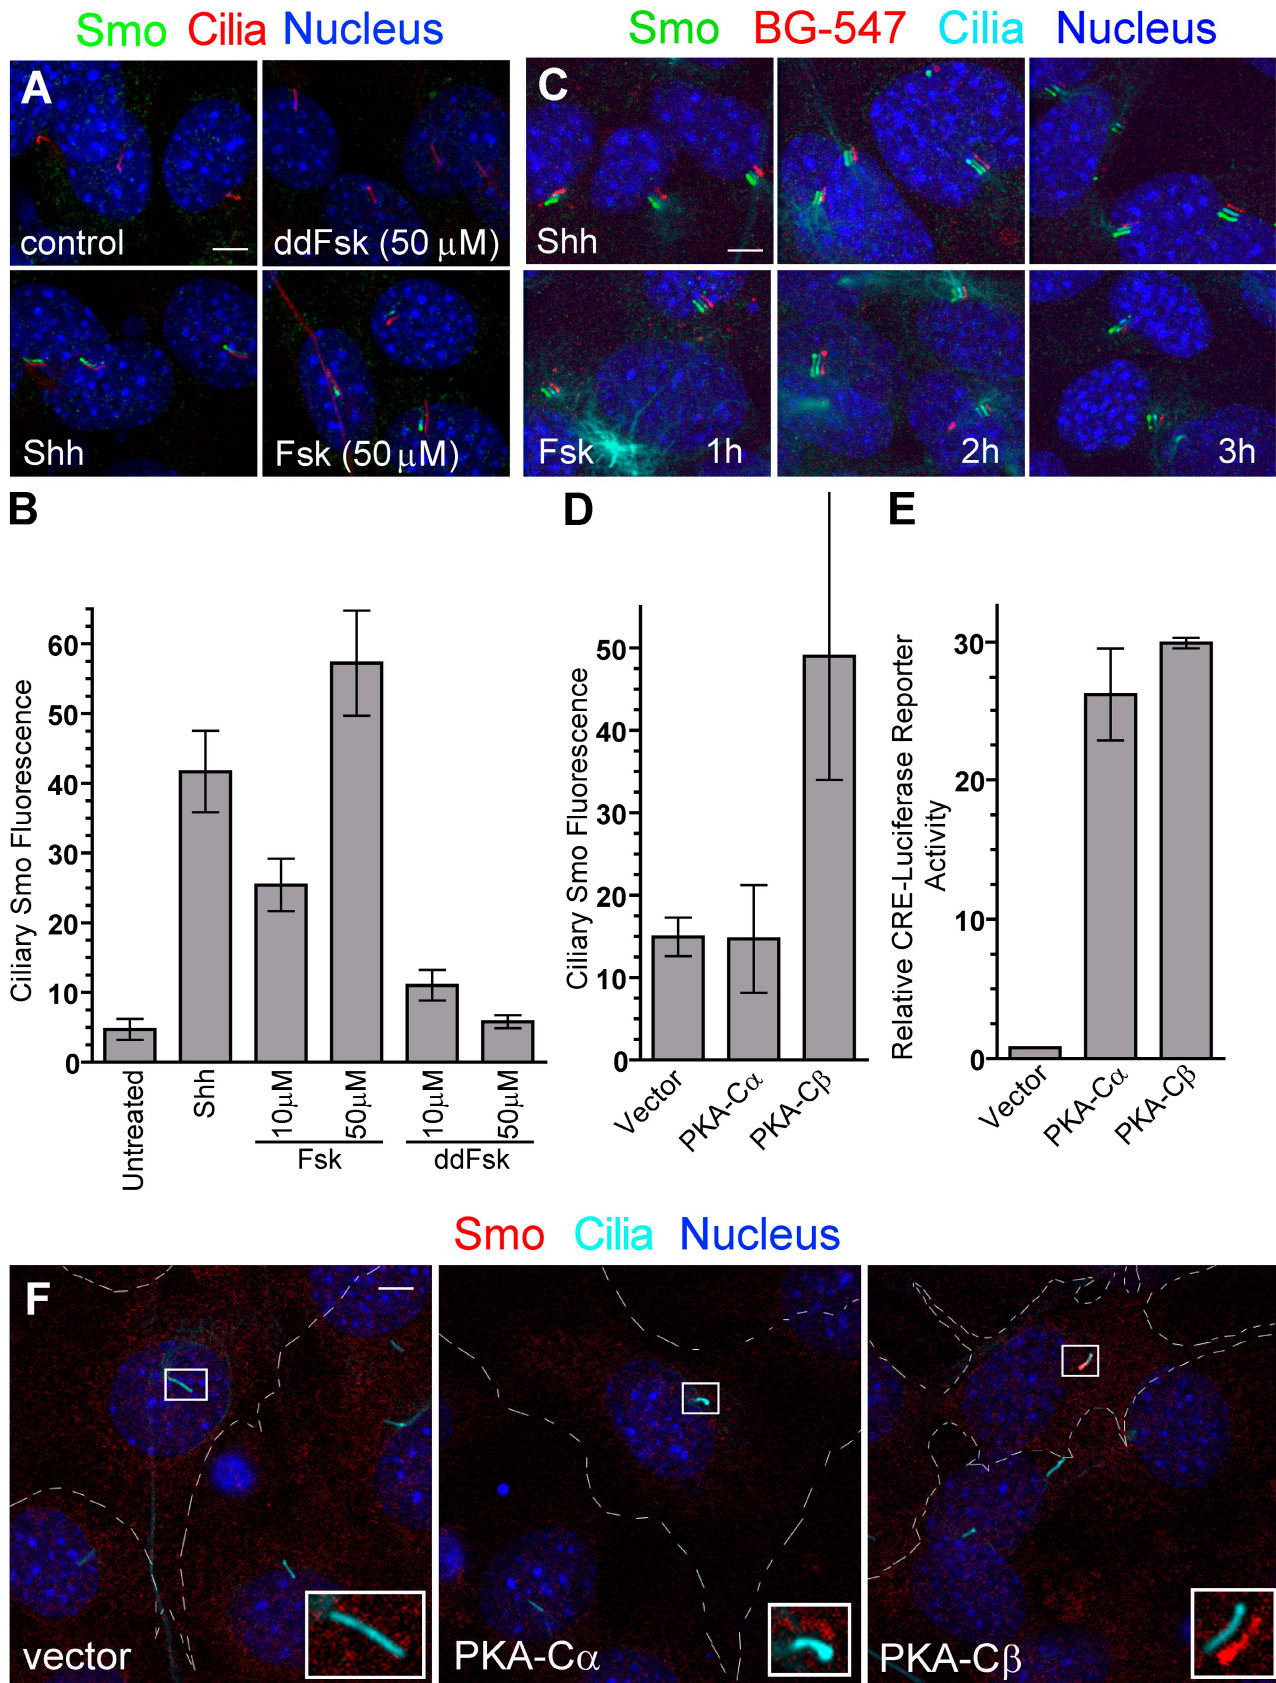 Smo Cilia Nucleus
Smo BG-547 Cilia Nucleus
A
control
ddFsk (50 μM)
Shh
Fsk (50 μM)
C
Shh
Fsk
1h
2h
3h
B
Ciliary Smo Fluorescence
60
50
40
30
20
10
0
Untreated
Shh
10μM
50μM
10μM
50μM
Fsk
ddFsk
D
Ciliary Smo Fluorescence
50
40
30
20
10
0
Vector
PKA-Cα
PKA-Cβ
E
Relative CRE-Luciferase Reporter
Activity
30
20
10
0
Vector
PKA-Cα
PKA-Cβ
Smo Cilia Nucleus
F
vector
PKA-Cα
PKA-Cβ